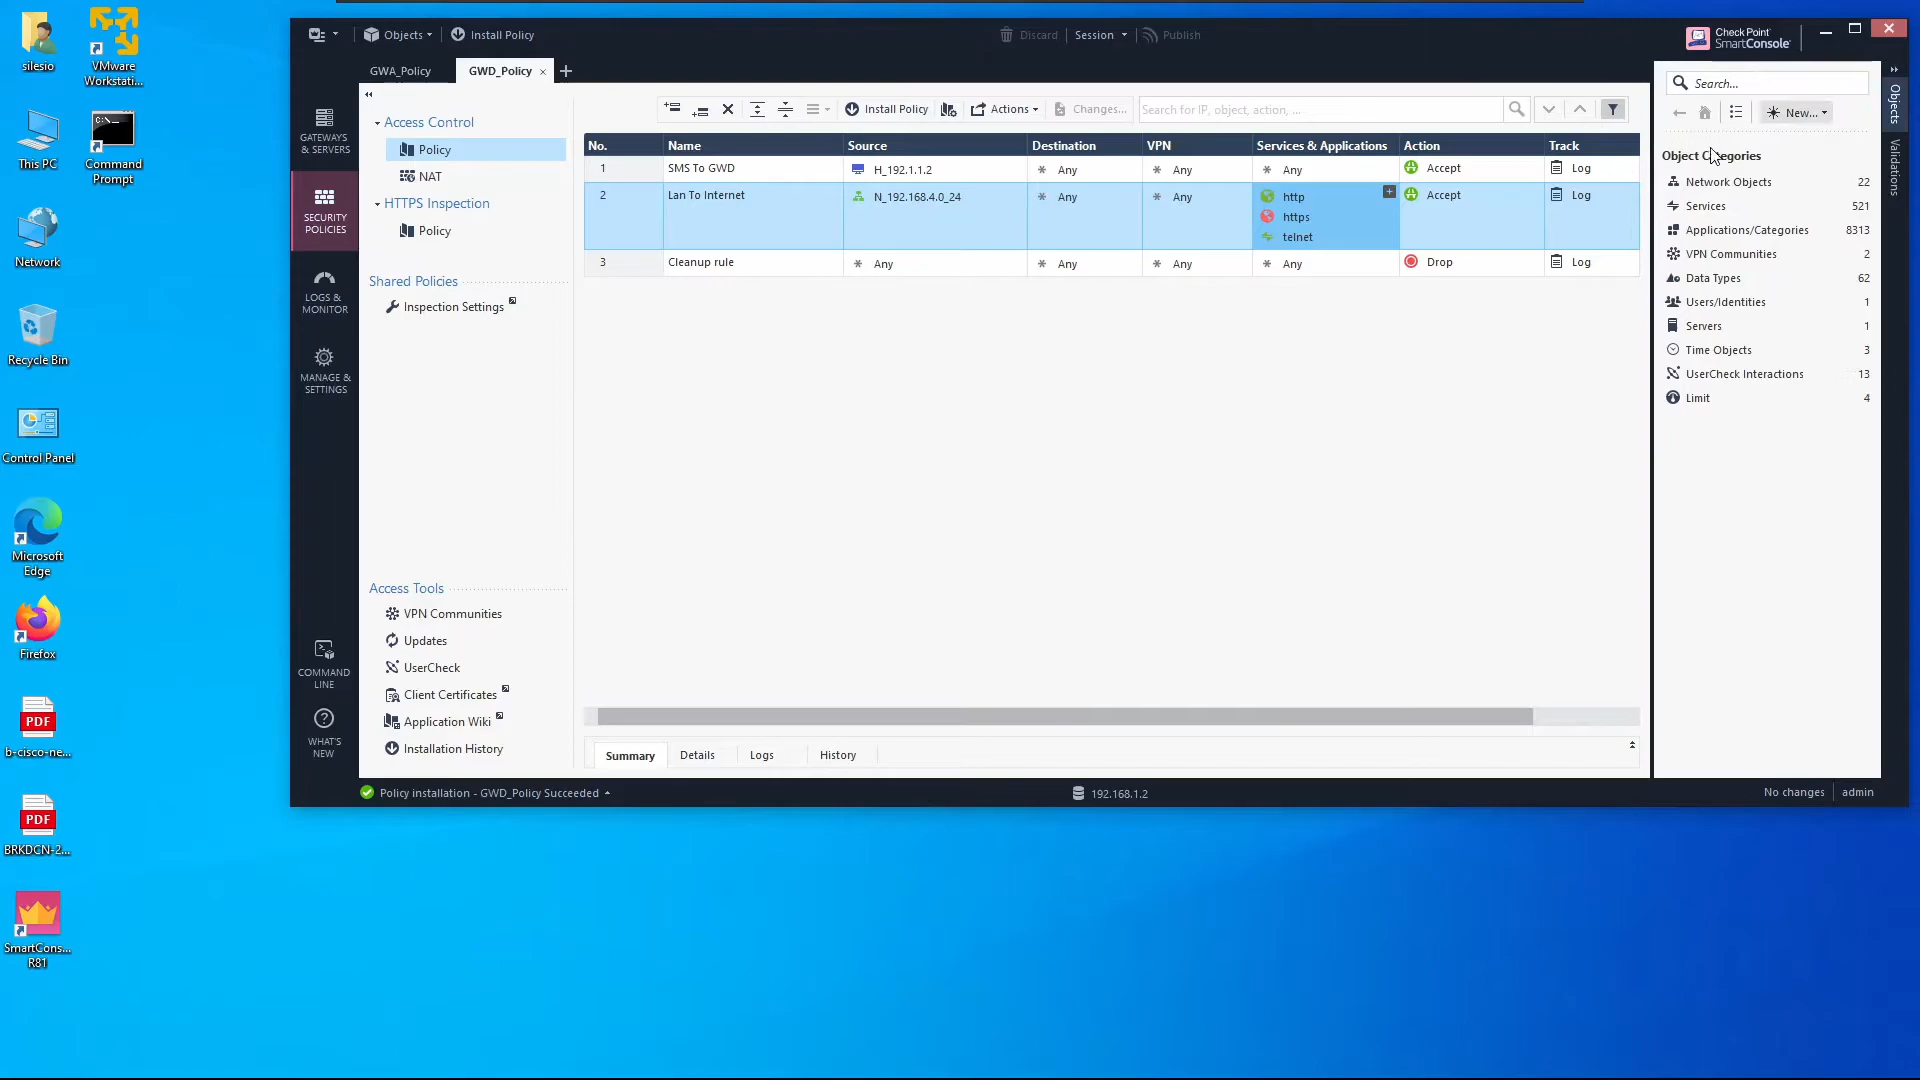 silesio
VMware
Workstati...
This PC
Command
Prompt
Network
Recycle Bin
Control Panel
Microsoft
Edge
Firefox
PDF
b-cisco-ne...
PDF
BRKDCN-2...
SmartCons...
R81
Objects
Install Policy
Discard
Session
Publish
Check Point
SmartConsole
GWA_Policy
GWD_Policy
GATEWAYS
& SERVERS
SECURITY
POLICIES
LOGS &
MONITOR
MANAGE &
SETTINGS
COMMAND
LINE
WHAT'S
NEW
Access Control
Policy
NAT
HTTPS Inspection
Policy
Shared Policies
Inspection Settings
Access Tools
VPN Communities
Updates
UserCheck
Client Certificates
Application Wiki
Installation History
Install Policy
Actions
Changes...
Search for IP, object, action, ...
No. Name Source Destination VPN Services & Applications Action Track
1 SMS To GWD H_192.1.1.2 Any Any Any Accept Log
2 Lan To Internet N_192.168.4.0_24 Any Any http Accept Log
https
telnet
3 Cleanup rule Any Any Any Any Drop Log
Summary Details Logs History
Search...
New...
Object Categories
Network Objects 22
Services 521
Applications/Categories 8313
VPN Communities 2
Data Types 62
Users/Identities 1
Servers 1
Time Objects 3
UserCheck Interactions 13
Limit 4
Objects
Validations
Policy installation - GWD_Policy Succeeded
192.168.1.2
No changes
admin